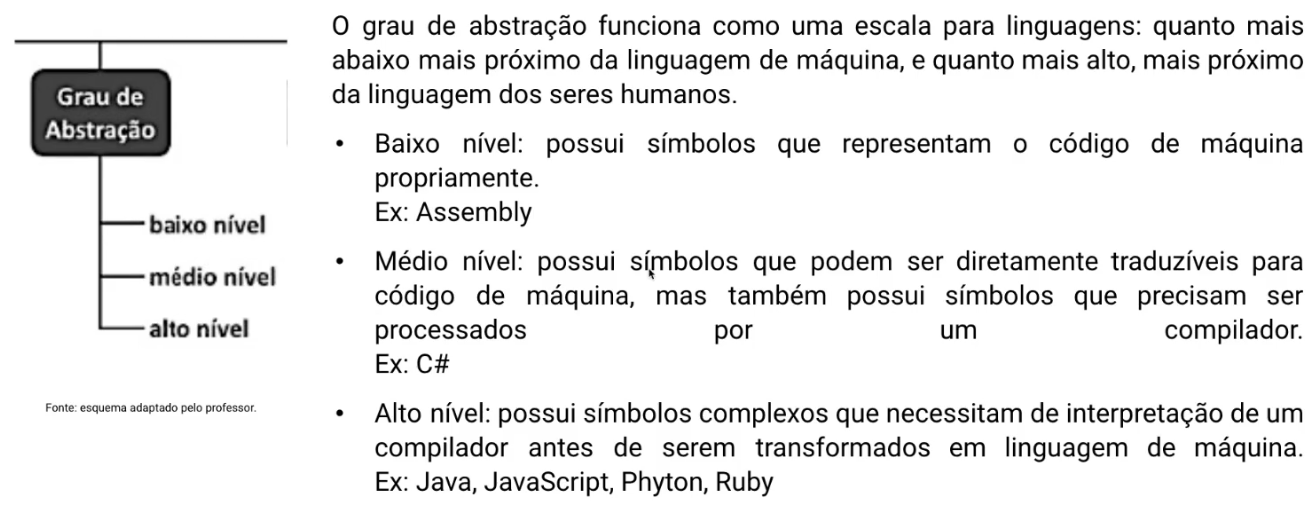 Grau de
Abstração
baixo nível
médio nível
alto nível
Fonte: esquema adaptado pelo professor.
O grau de abstração funciona como uma escala para linguagens: quanto mais
abaixo mais próximo da linguagem de máquina, e quanto mais alto, mais próximo
da linguagem dos seres humanos.
• Baixo nível: possui símbolos que representam o código de máquina
propriamente.
Ex: Assembly
• Médio nível: possui símbolos que podem ser diretamente traduzíveis para
código de máquina, mas também possui símbolos que precisam ser
processados por um compilador.
Ex: C#
• Alto nível: possui símbolos complexos que necessitam de interpretação de um
compilador antes de serem transformados em linguagem de máquina.
Ex: Java, JavaScript, Phyton, Ruby